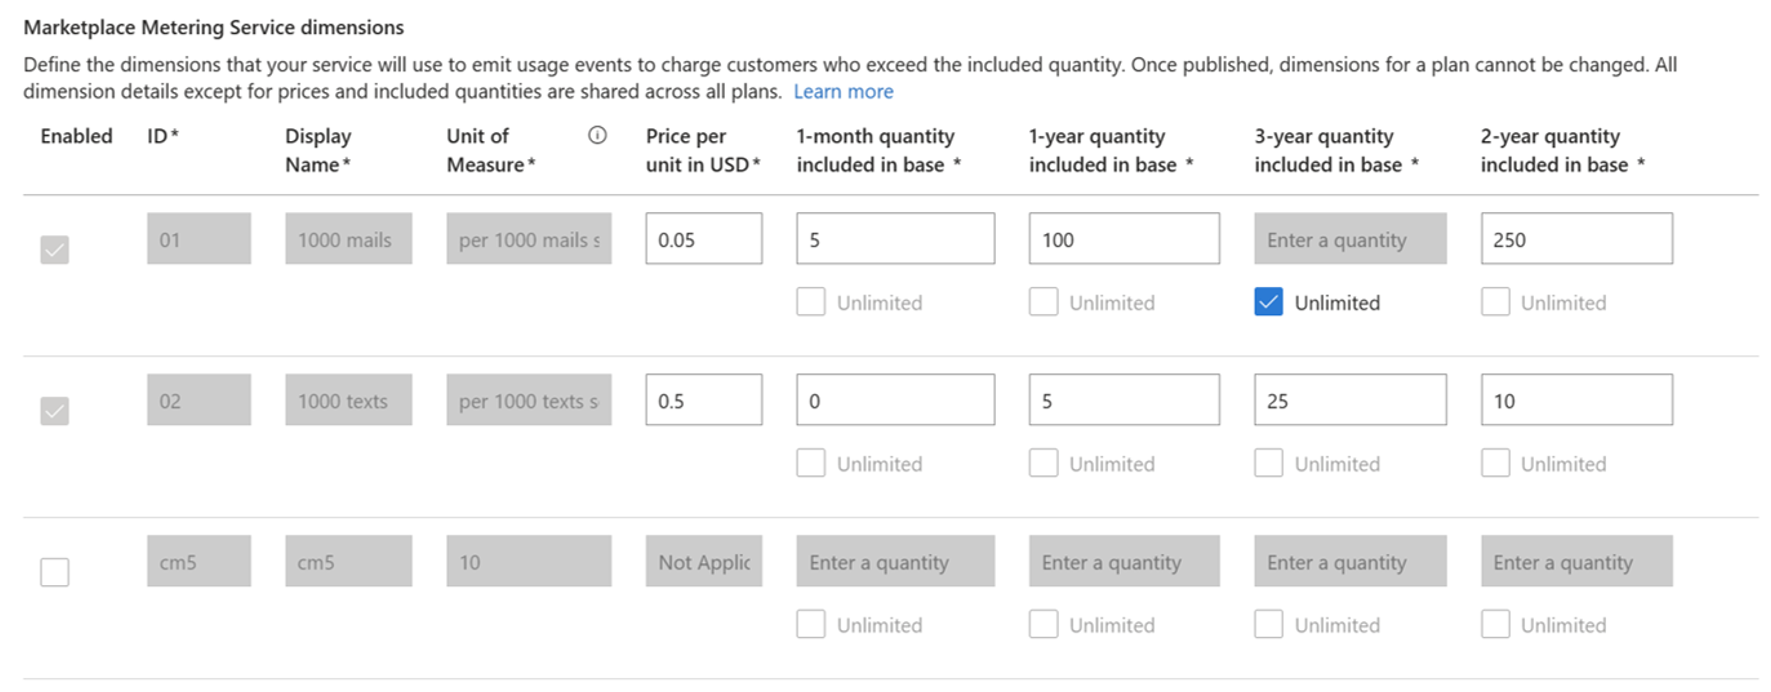 Marketplace Metering Service dimensions
Define the dimensions that your service will use to emit usage events to charge customers who exceed the included quantity. Once published, dimensions for a plan cannot be changed. All
dimension details except for prices and included quantities are shared across all plans. Learn more
Enabled ID* Display Name* Unit of Measure* Price per unit in USD* 1-month quantity included in base * 1-year quantity included in base * 3-year quantity included in base * 2-year quantity included in base *
01 1000 mails per 1000 mails s 0.05 5 100 Enter a quantity 250
Unlimited Unlimited Unlimited Unlimited
02 1000 texts per 1000 texts s 0.5 0 5 25 10
Unlimited Unlimited Unlimited Unlimited
cm5 cm5 10 Not Applic Enter a quantity Enter a quantity Enter a quantity Enter a quantity
Unlimited Unlimited Unlimited Unlimited